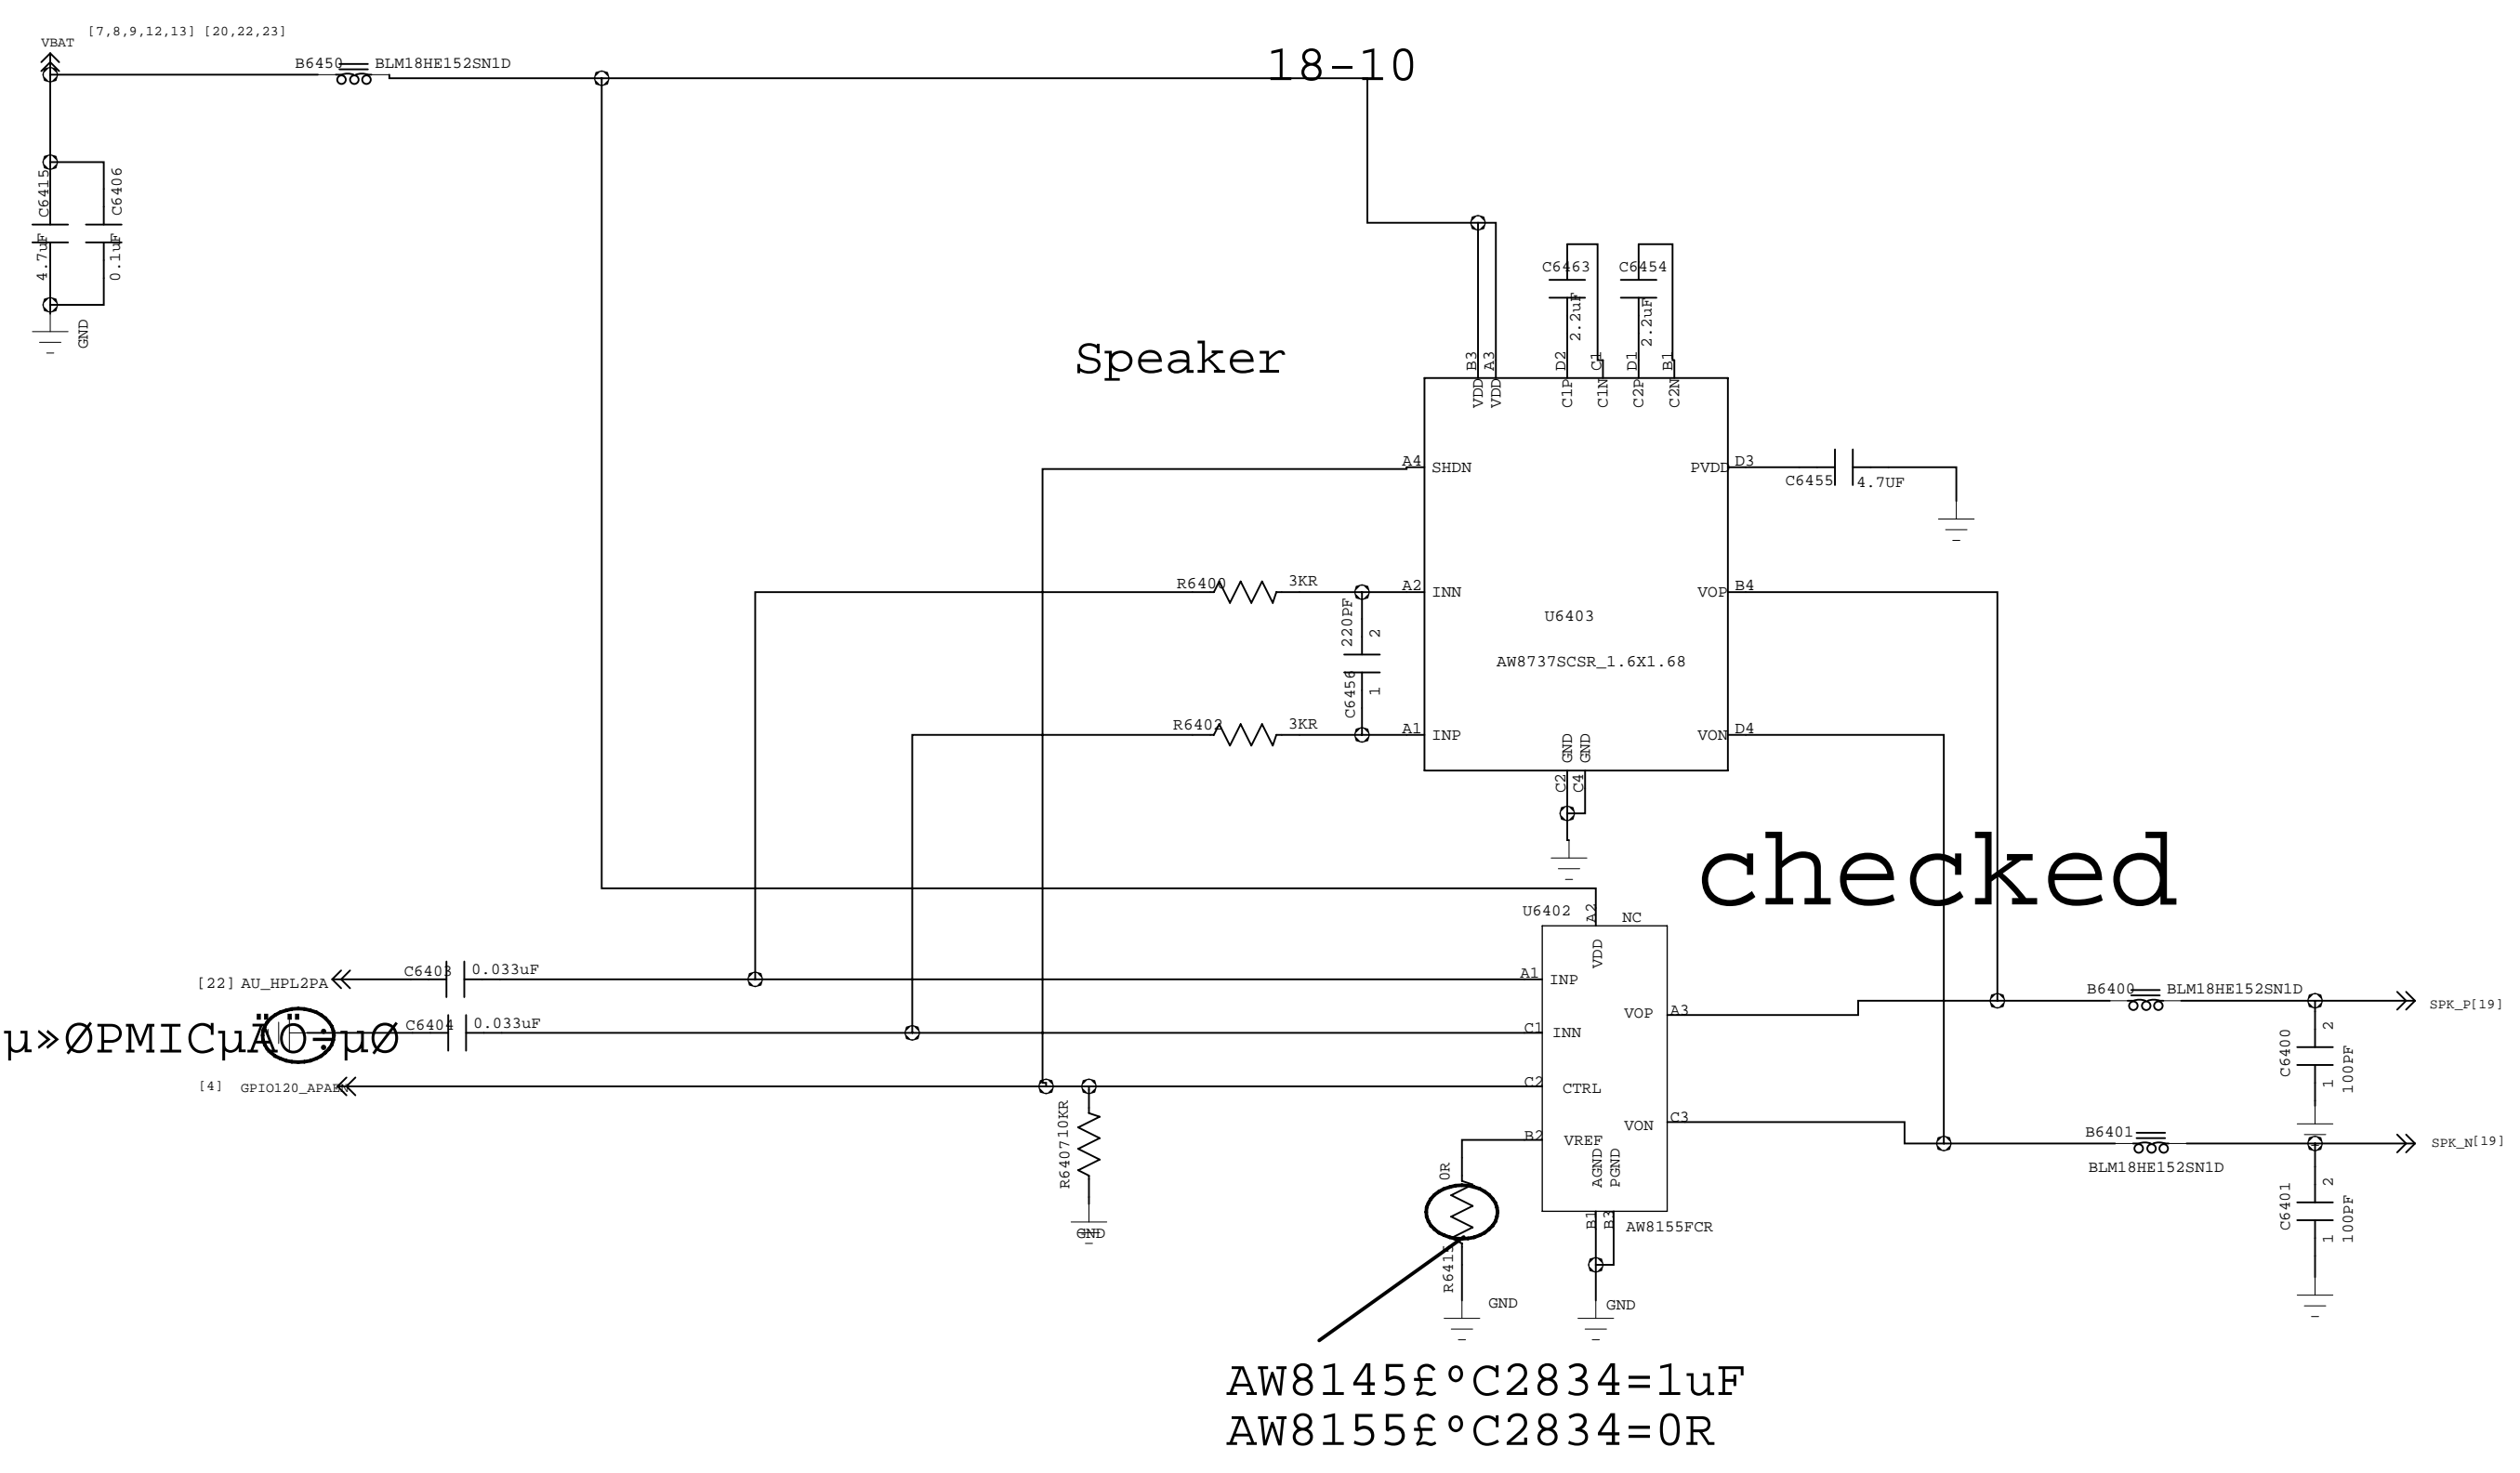 [7,8,9,12,13] [20,22,23]
VBAT
18-10
B6450 BLM18HE152SN1D
C6415
C6406
4.7uF
0.1uF
GND
Speaker
C6463 C6454
2.2uF 2.2uF
B3 A3 D2 C1 D1 B1
VDD VDD C1P C1N C2P C2N
A4 SHDN PVDD D3
C6455 4.7UF
R6400 3KR A2 INN VOP B4
220PF 2
U6403
AW8737SCSR_1.6X1.68
C6456 1
R6402 3KR A1 INP VON D4
GND GND
C2 C4
checked
U6402 A2 NC
VDD
[22] AU_HPL2PA C6403 0.033uF A1 INP
B6400 BLM18HE152SN1D
SPK_P[19]
VOP A3
µ»ØPMICµÄÖ÷µØ C6404 0.033uF C1 INN
C6400 2 1 100PF
[4] GPIO120_APAEN C2 CTRL
R6407 10KR
GND
VON C3
B2 VREF
B6401
BLM18HE152SN1D
SPK_N[19]
AGND PGND
0R
C6401 2 1 100PF
B1 B3 AW8155FCR
GND GND
AW8145£ºC2834=1uF
AW8155£ºC2834=0R